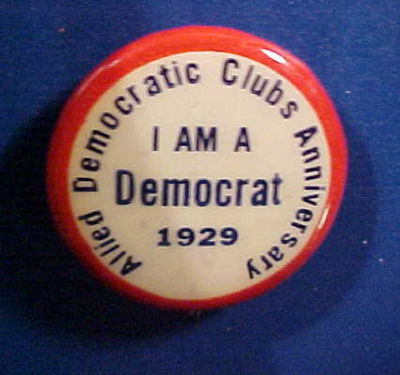 Allied Democratic Clubs Anniversary
I AM A
Democrat
1929